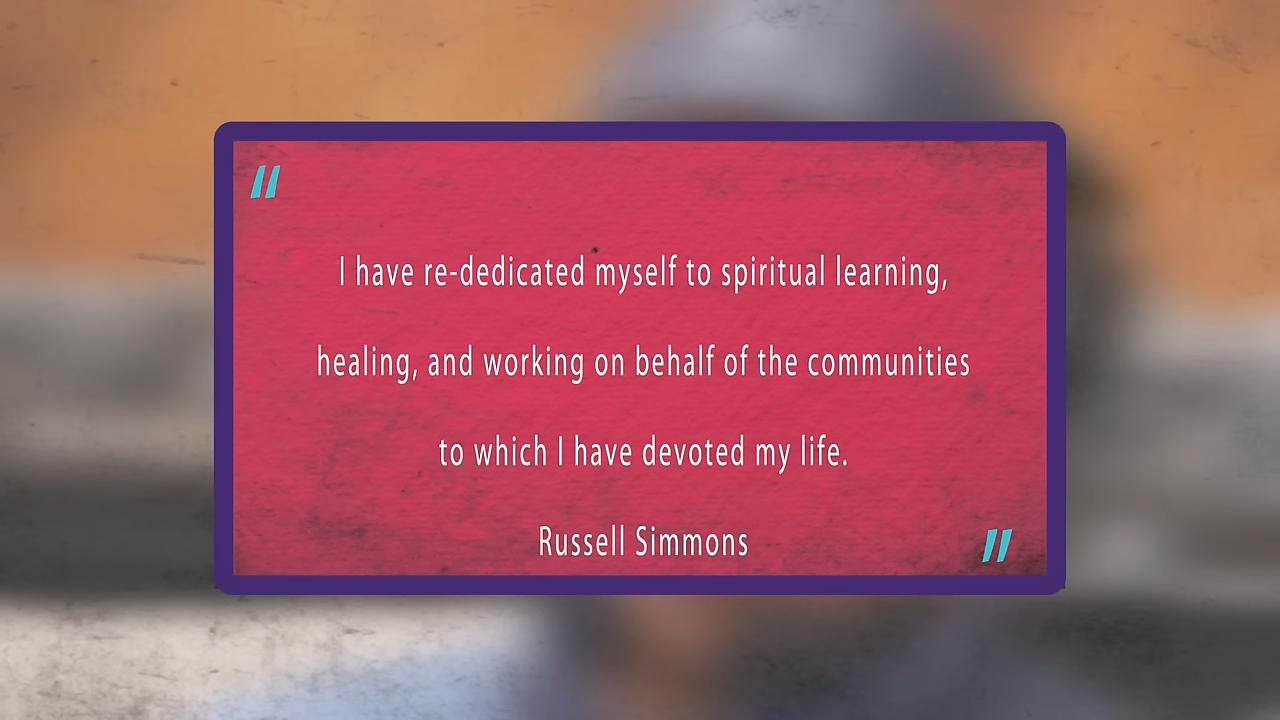 "
I have re-dedicated myself to spiritual learning,
healing, and working on behalf of the communities
to which I have devoted my life.
Russell Simmons
"